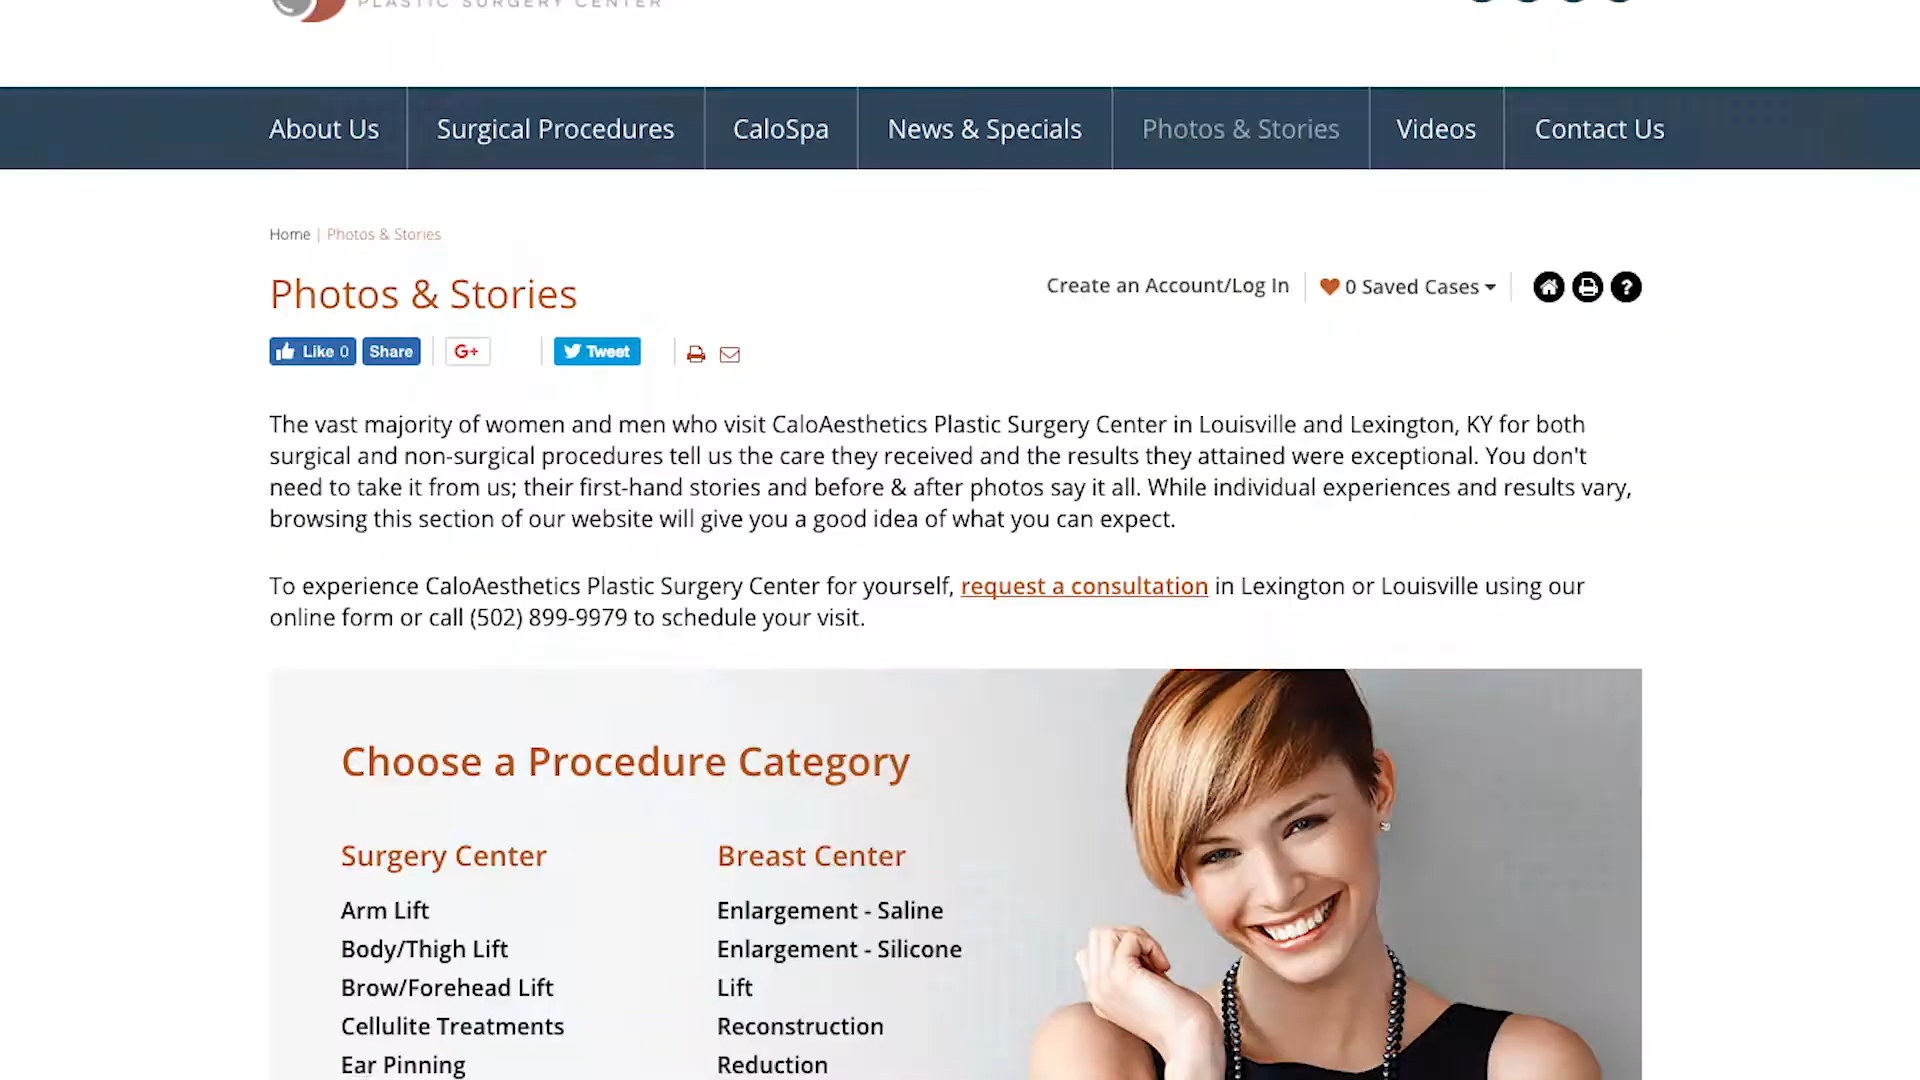 PLASTIC SURGERY CENTER
About Us
Surgical Procedures
CaloSpa
News & Specials
Photos & Stories
Videos
Contact Us
Home | Photos & Stories
Photos & Stories
Create an Account/Log In
0 Saved Cases
?
Like 0
Share
G+
Tweet
The vast majority of women and men who visit CaloAesthetics Plastic Surgery Center in Louisville and Lexington, KY for both
surgical and non-surgical procedures tell us the care they received and the results they attained were exceptional. You don't
need to take it from us; their first-hand stories and before & after photos say it all. While individual experiences and results vary,
browsing this section of our website will give you a good idea of what you can expect.
To experience CaloAesthetics Plastic Surgery Center for yourself, request a consultation in Lexington or Louisville using our
online form or call (502) 899-9979 to schedule your visit.
Choose a Procedure Category
Surgery Center
Arm Lift
Body/Thigh Lift
Brow/Forehead Lift
Cellulite Treatments
Ear Pinning
Breast Center
Enlargement - Saline
Enlargement - Silicone
Lift
Reconstruction
Reduction